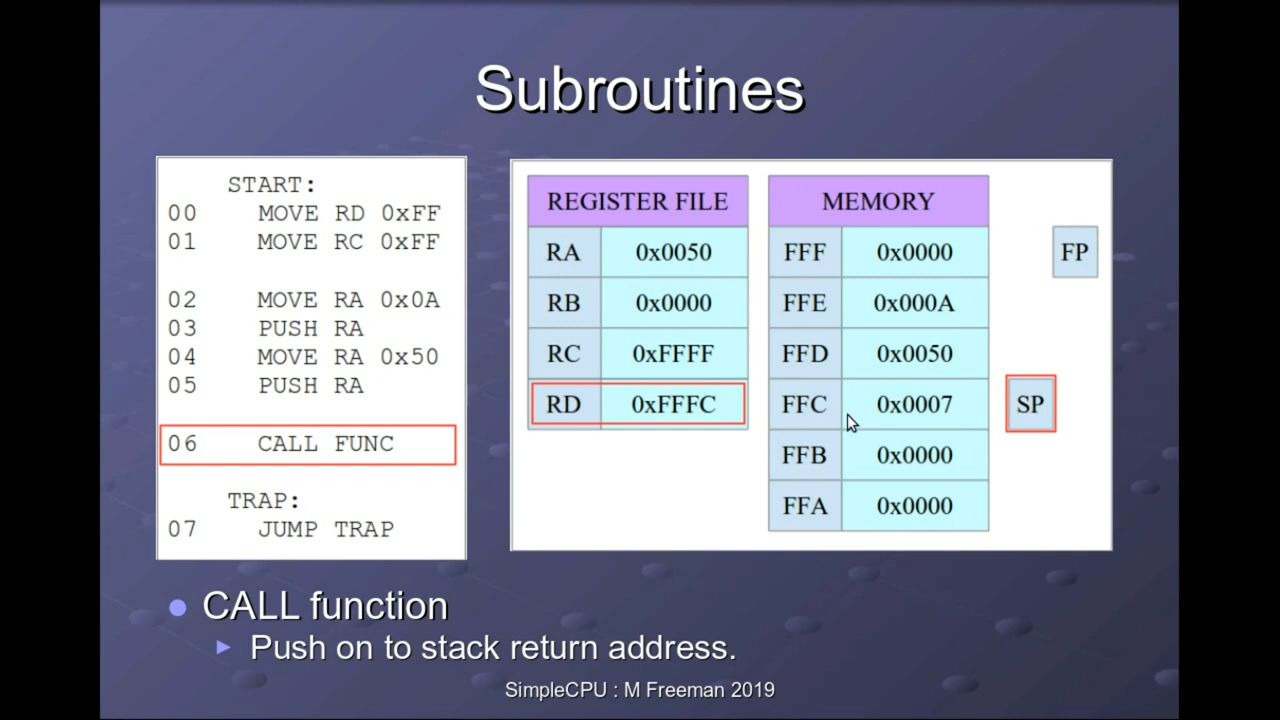 Subroutines
START:
00 MOVE RD 0xFF
01 MOVE RC 0xFF
02 MOVE RA 0x0A
03 PUSH RA
04 MOVE RA 0x50
05 PUSH RA
06 CALL FUNC
TRAP:
07 JUMP TRAP
REGISTER FILE
RA 0x0050
RB 0x0000
RC 0xFFFF
RD 0xFFFC
MEMORY
FFF 0x0000 FP
FFE 0x000A
FFD 0x0050
FFC 0x0007 SP
FFB 0x0000
FFA 0x0000
CALL function
Push on to stack return address.
SimpleCPU : M Freeman 2019